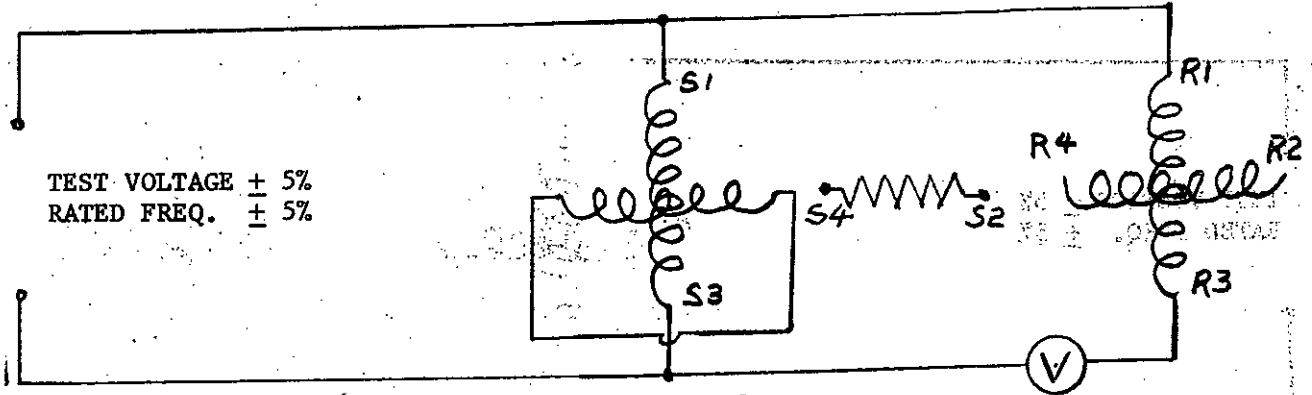 S1
R1
R4
R2
TEST VOLTAGE ± 5%
RATED FREQ. ± 5%
S4
S2
S3
R3
V